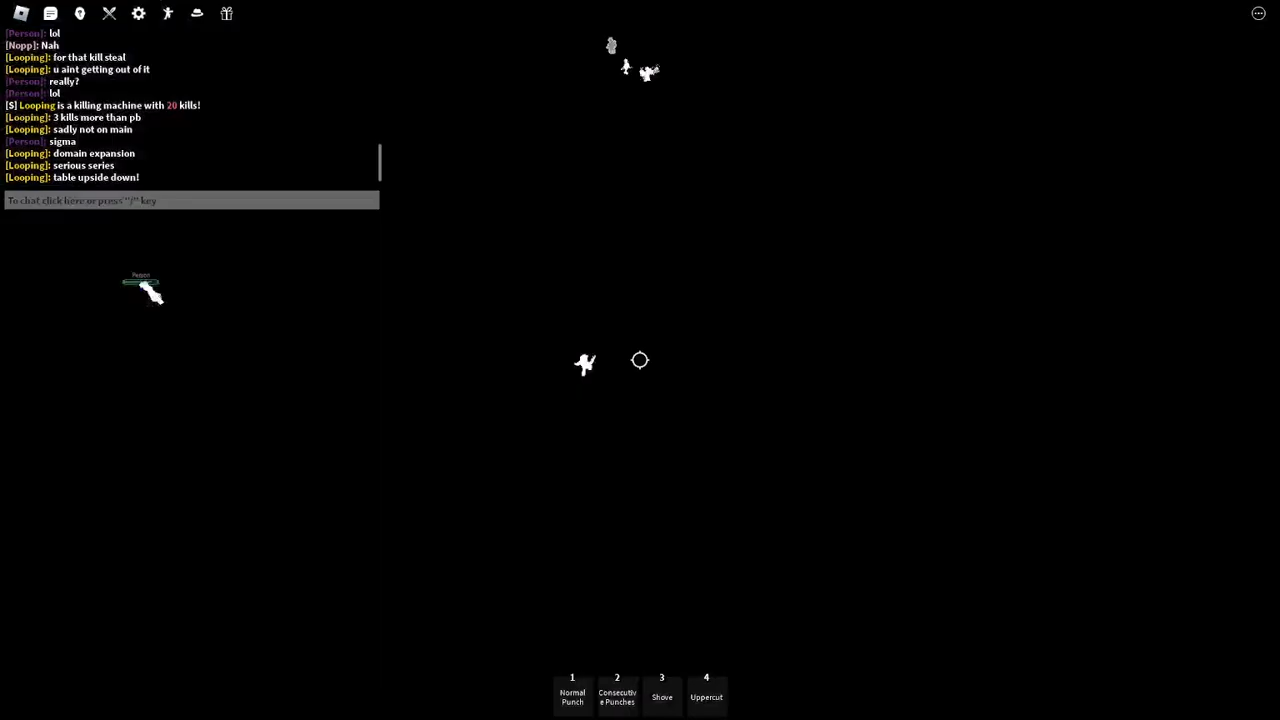 [Person]: lol
[Nopp]: Nah
[Looping]: for that kill steal
[Looping]: u aint getting out of it
[Person]: really?
[Person]: lol
[S] Looping is a killing machine with 20 kills!
[Looping]: 3 kills more than pb
[Looping]: sadly not on main
[Person]: sigma
[Looping]: domain expansion
[Looping]: serious series
[Looping]: table upside down!
To chat click here or press "/" key
Person
1
Normal
Punch
2
Consecutiv
e Punches
3
Shove
4
Uppercut